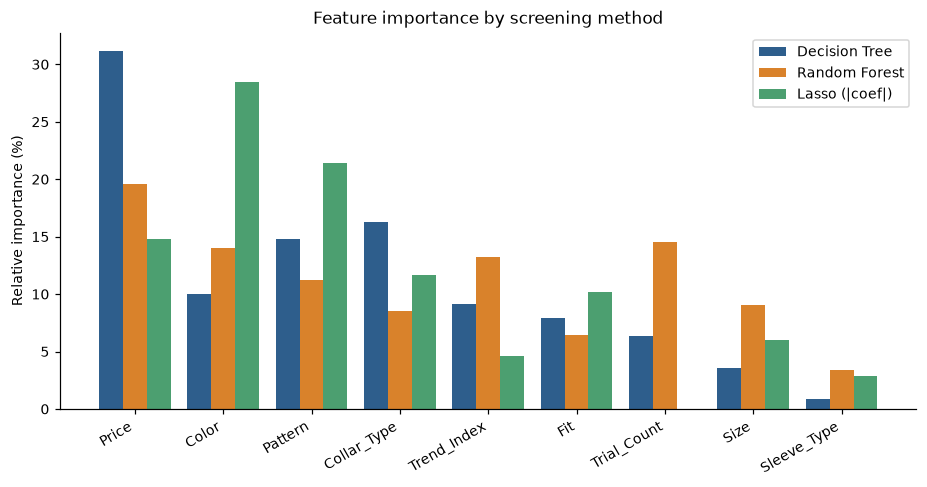 Feature importance by screening method
Decision Tree
Random Forest
Lasso (|coef|)
Relative importance (%)
30
25
20
15
10
5
0
Price
Color
Pattern
Collar_Type
Trend_Index
Fit
Trial_Count
Size
Sleeve_Type